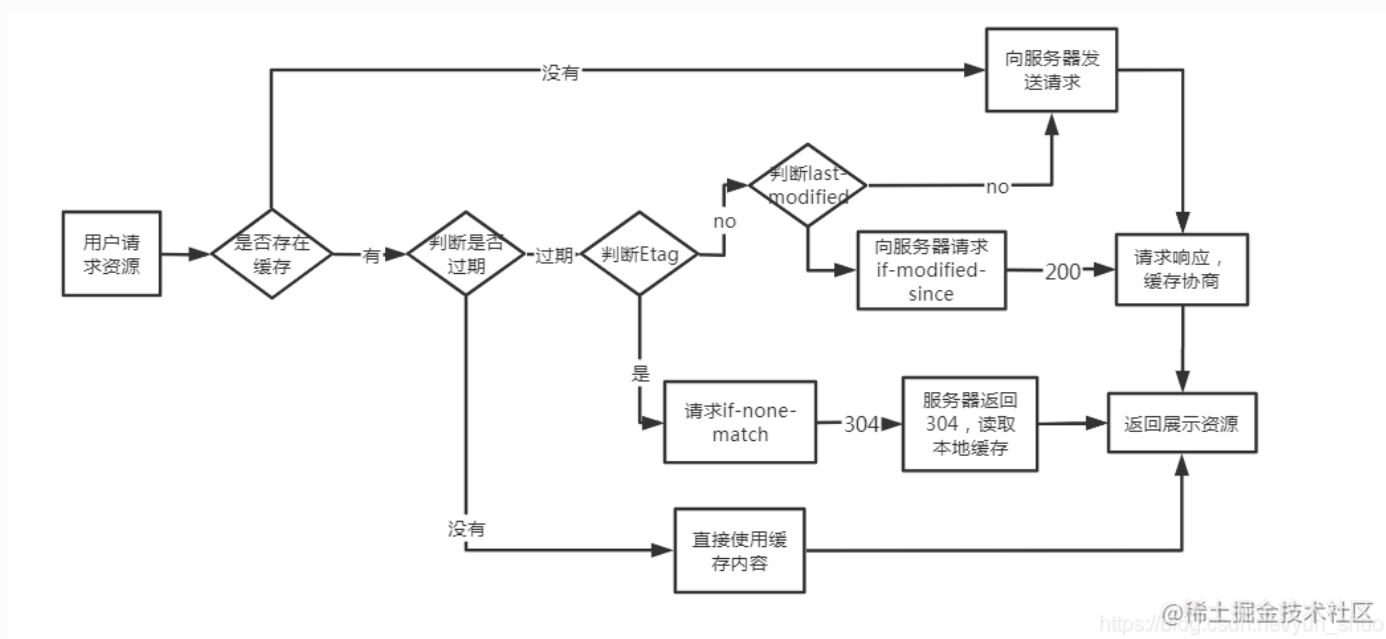 向服务器发
送请求
没有
判断last-
modified
no
no
用户请
求资源
是否存在
缓存
有
判断是否
过期
过期
判断Etag
向服务器请求
if-modified-
since
200
请求响应，
缓存协商
是
请求if-none-
match
304
服务器返回
304，读取
本地缓存
返回展示资源
没有
直接使用缓
存内容
@稀土掘金技术社区
https://blog.csdn.net/yun_shuo